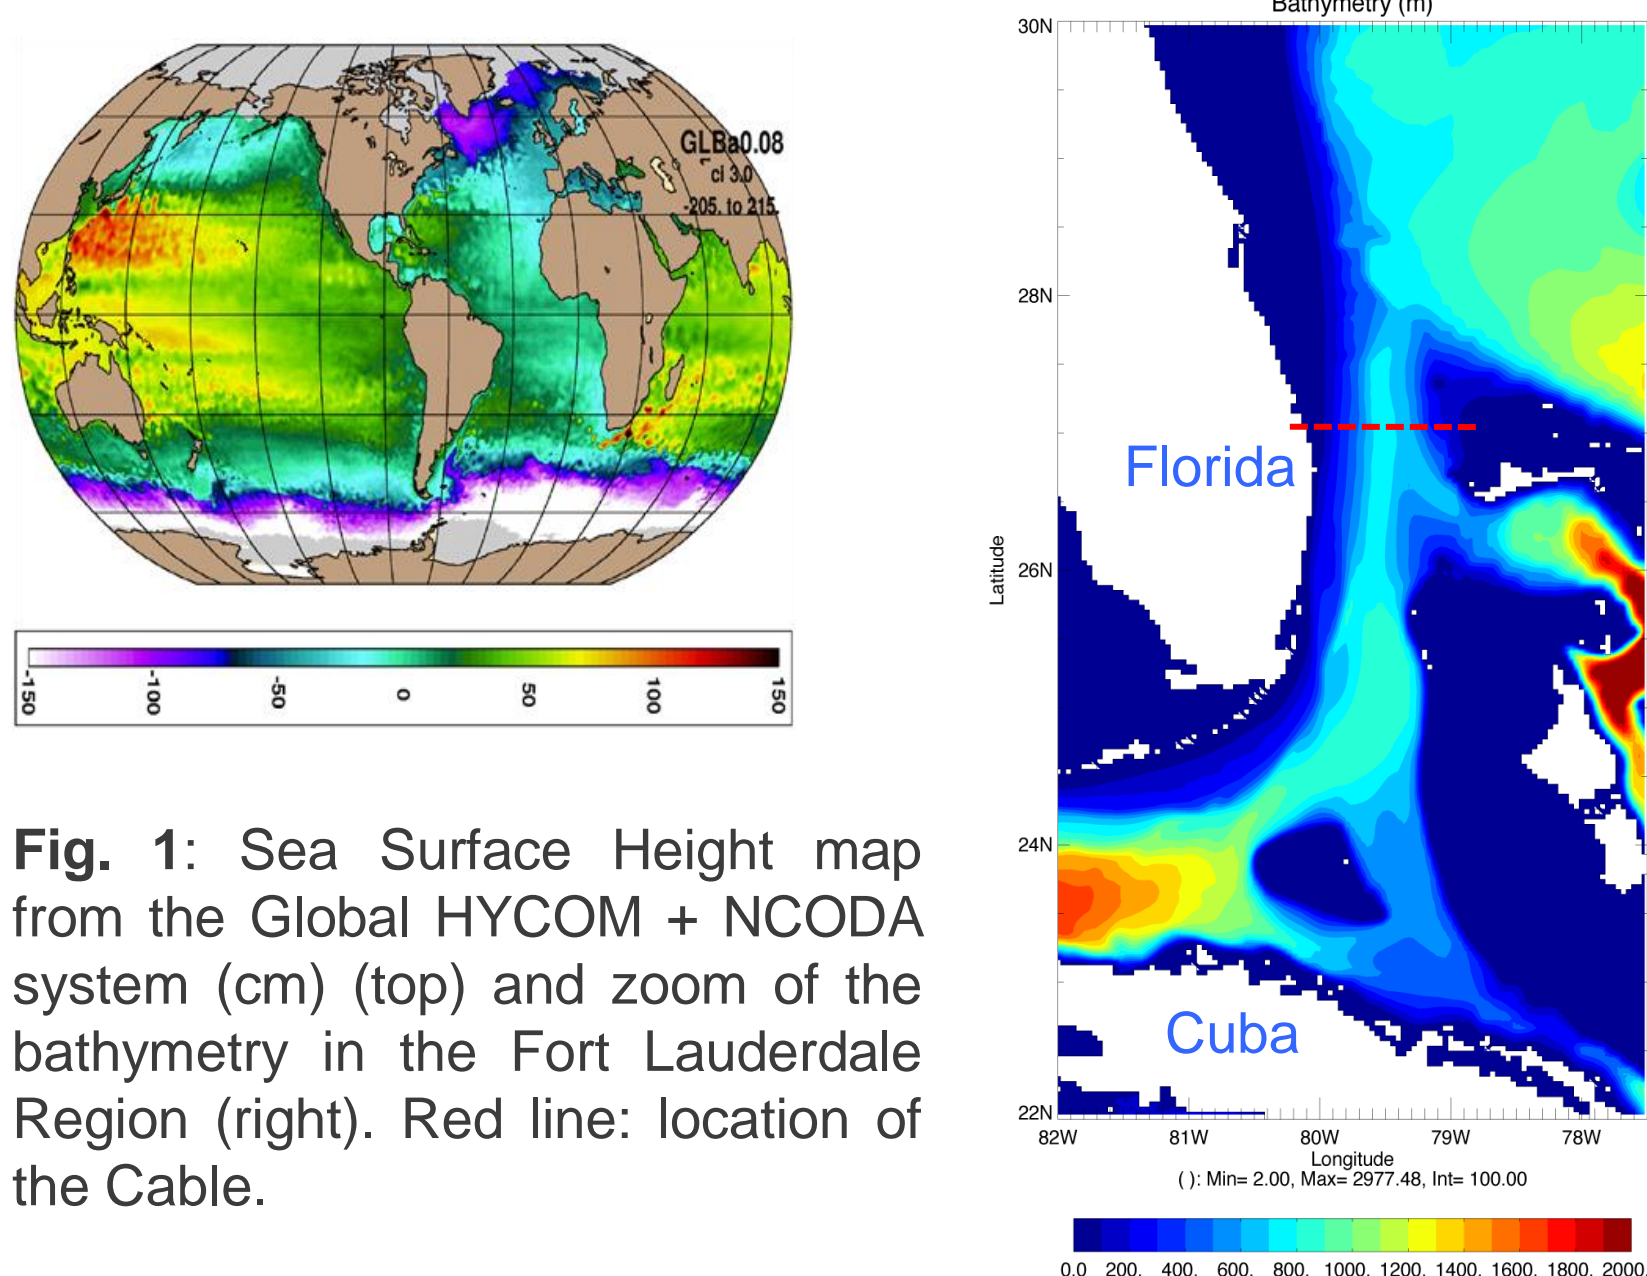 GLBa0.08
ci 3.0
-205. to 215.
-150
-100
-50
0
50
100
150
Fig. 1: Sea Surface Height map
from the Global HYCOM + NCODA
system (cm) (top) and zoom of the
bathymetry in the Fort Lauderdale
Region (right). Red line: location of
the Cable.
Bathymetry (m)
30N
28N
26N
24N
22N
Latitude
Florida
Cuba
82W 81W 80W 79W 78W
Longitude
( ): Min= 2.00, Max= 2977.48, Int= 100.00
0.0 200. 400. 600. 800. 1000. 1200. 1400. 1600. 1800. 2000.